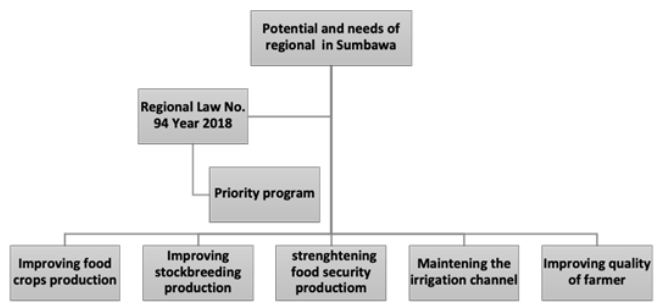 Potential and needs of
regional in Sumbawa
Regional Law No.
94 Year 2018
Priority program
Improving food
crops production
Improving
stockbreeding
production
strenghtening
food security
productiom
Maintening the
irrigation channel
Improving quality
of farmer